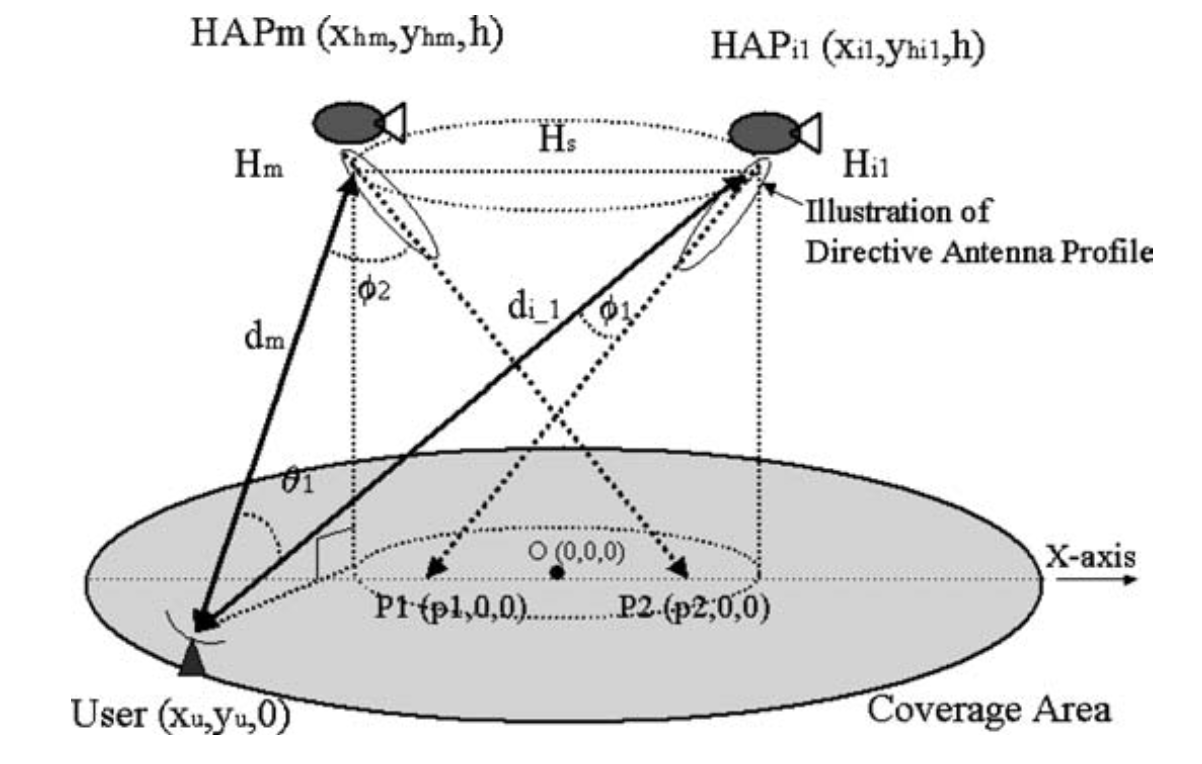 HAPm (xhm,yhm,h)
HAPi1 (xi1,yhi1,h)
Hs
Hm
Hi1
Illustration of
Directive Antenna Profile
ϕ2
di_1
ϕ1
dm
θ1
O (0,0,0)
X-axis
P1 (p1,0,0)
P2 (p2,0,0)
User (xu,yu,0)
Coverage Area